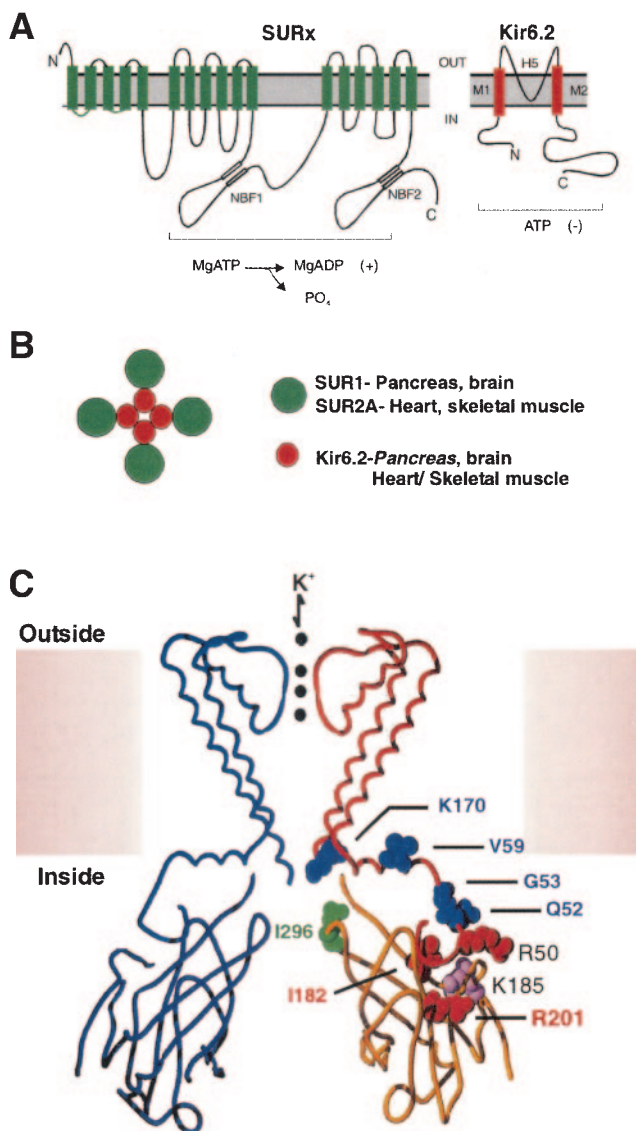 A
SURx
Kir6.2
N
OUT
H5
M1
M2
IN
N
NBF1
NBF2
C
C
ATP (-)
MgATP MgADP (+)
PO₄
B
SUR1- Pancreas, brain
SUR2A- Heart, skeletal muscle
Kir6.2-Pancreas, brain
Heart/ Skeletal muscle
C
K⁺
Outside
K170
V59
Inside
G53
Q52
I296
R50
K185
I182
R201